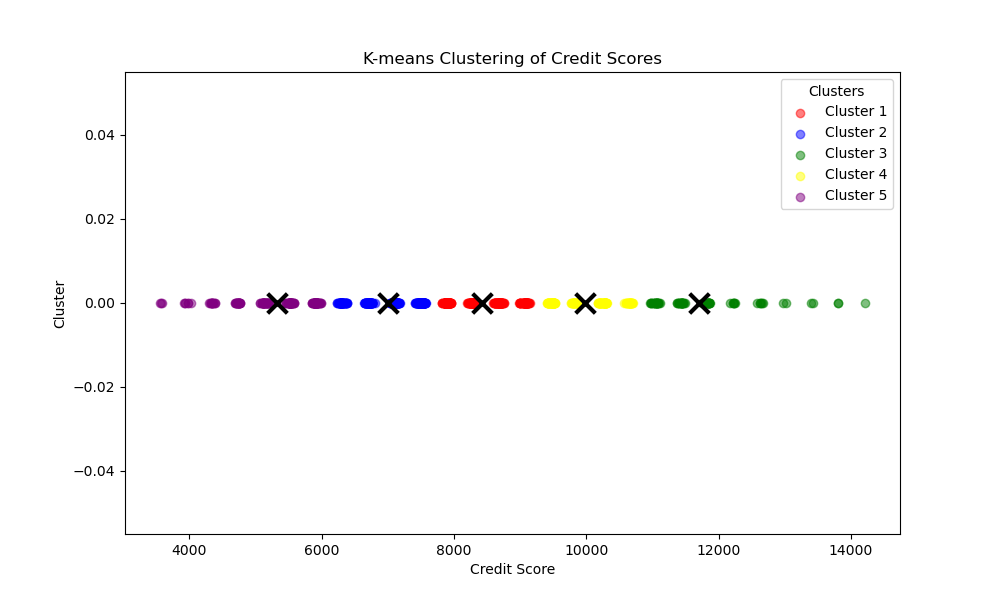 K-means Clustering of Credit Scores
Clusters
Cluster 1
Cluster 2
Cluster 3
Cluster 4
Cluster 5
0.04
0.02
0.00
−0.02
−0.04
Cluster
4000 6000 8000 10000 12000 14000
Credit Score